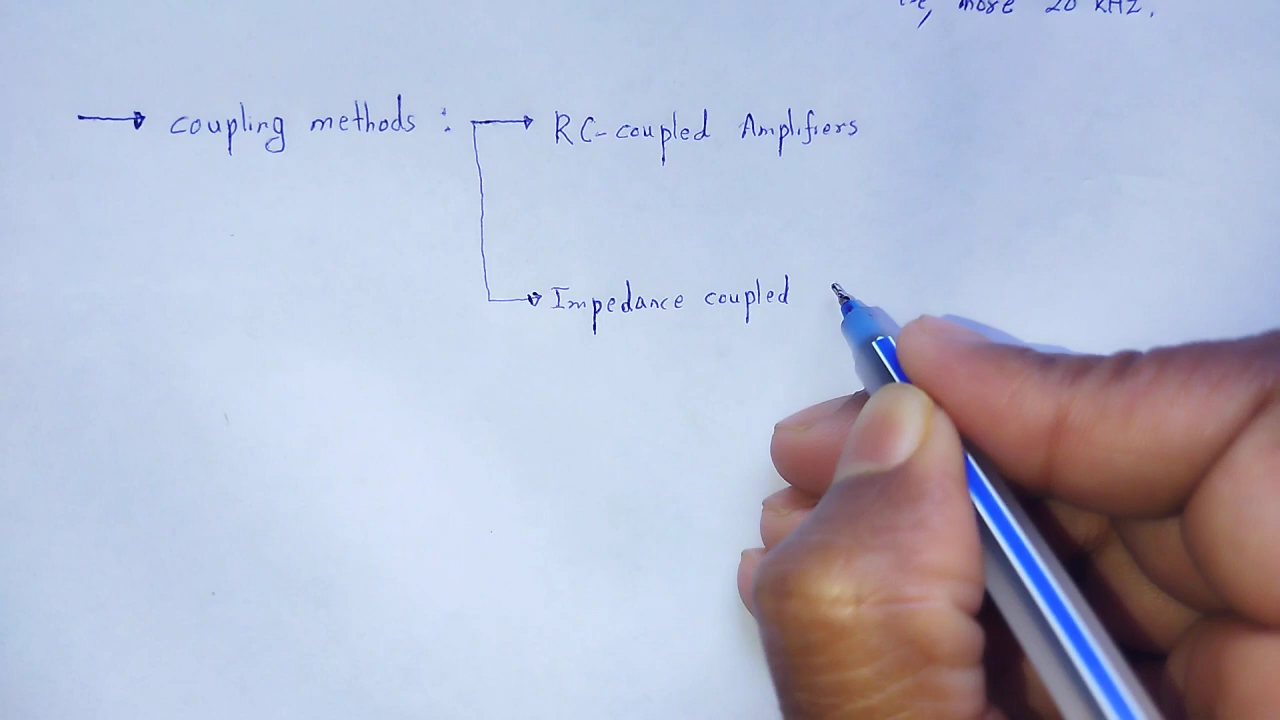 more 20 KHZ.
coupling methods : RC-coupled Amplifiers
Impedance coupled